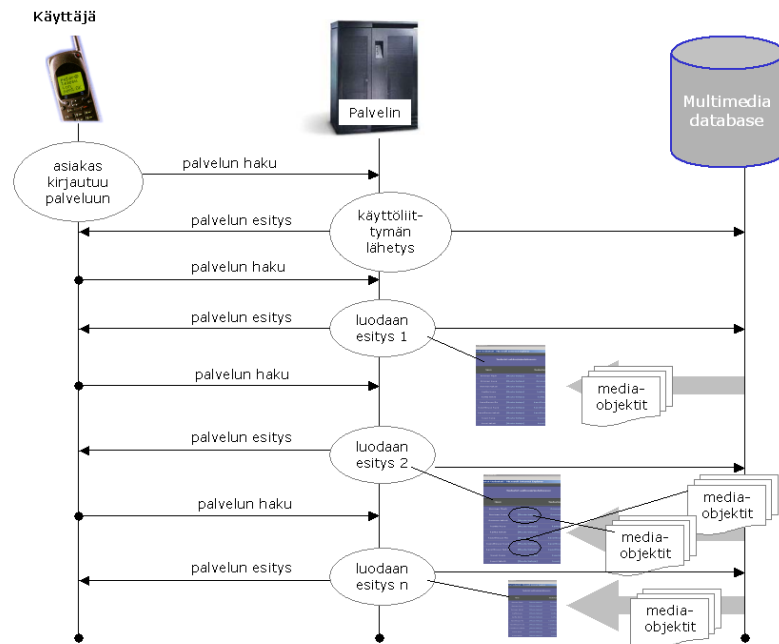 Käyttäjä
Palvelin
Multimedia
database
asiakas
kirjautuu
palveluun
palvelun haku
palvelun esitys
käyttöliit-
tymän
lähetys
palvelun haku
palvelun esitys
luodaan
esitys 1
media-
objektit
palvelun haku
palvelun esitys
luodaan
esitys 2
media-
objektit
palvelun haku
media-
objektit
palvelun esitys
luodaan
esitys n
media-
objektit